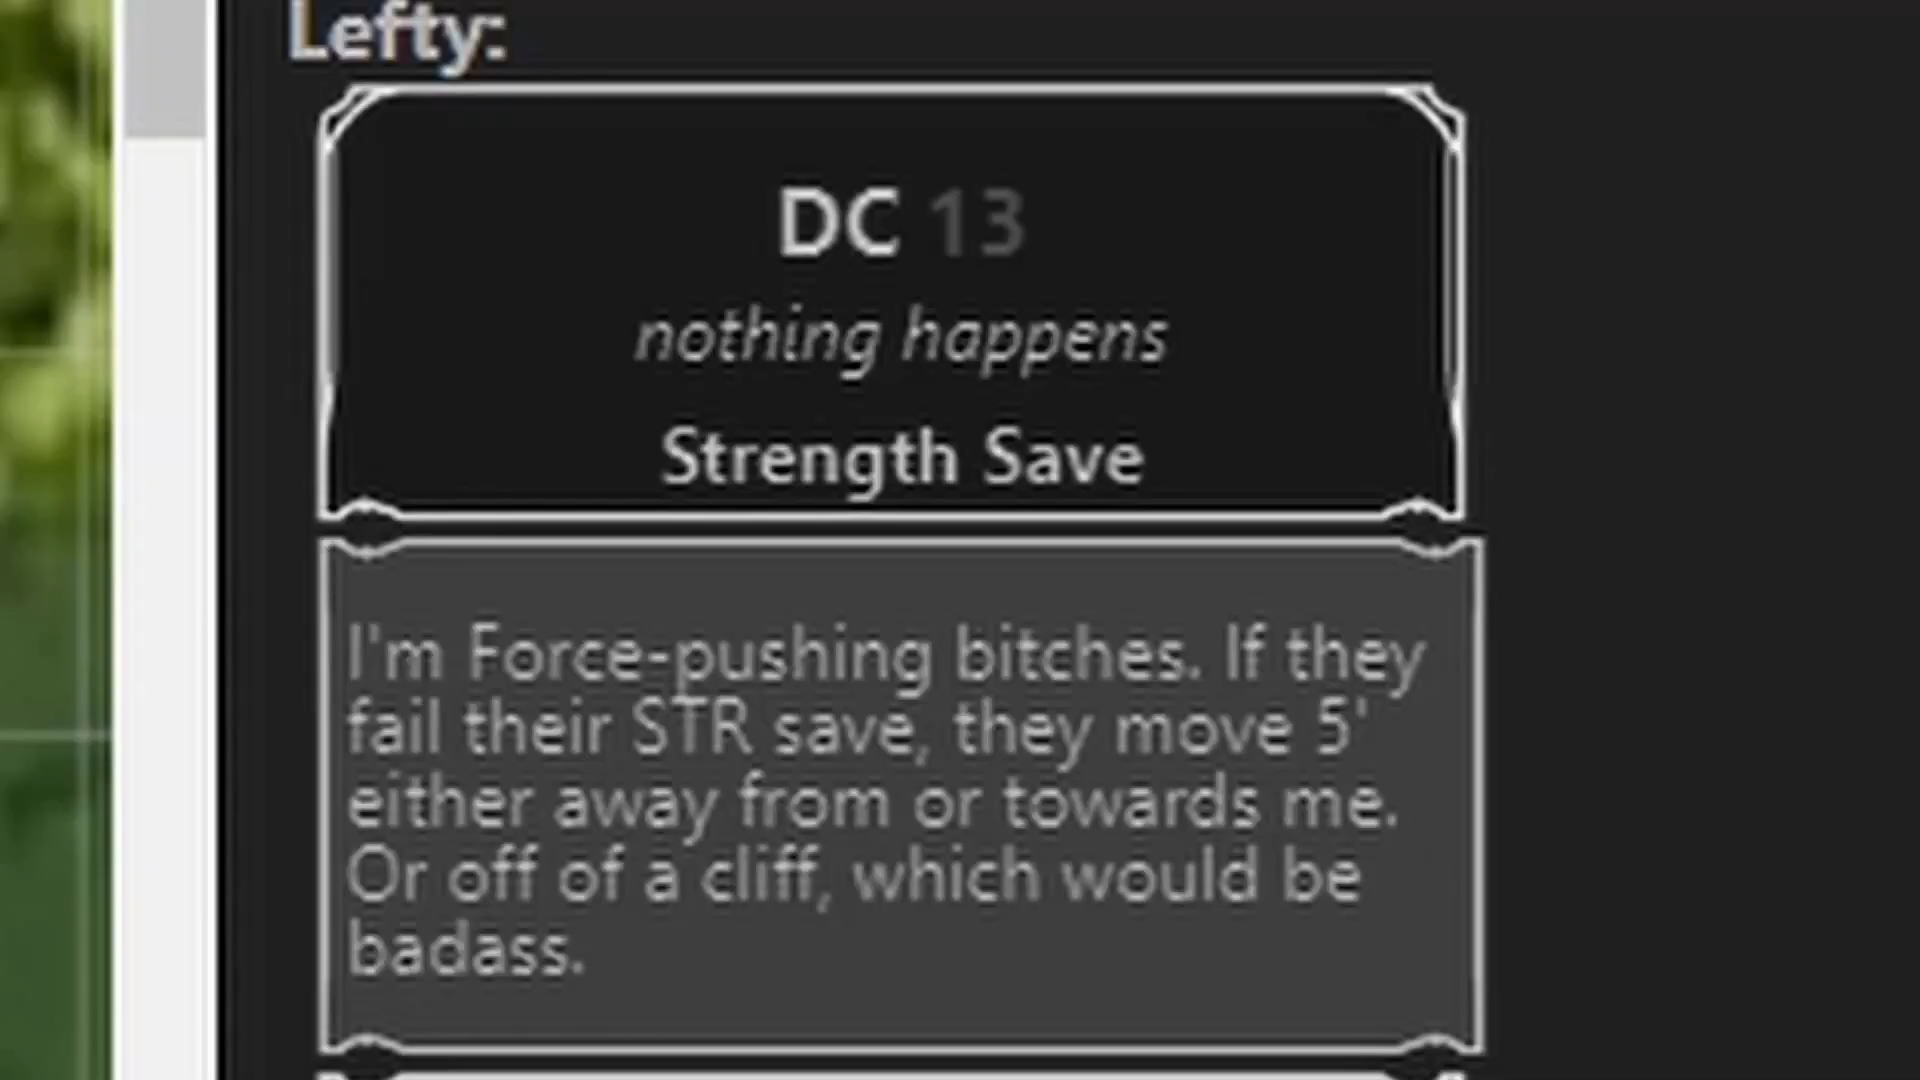 Lefty:
DC 13
nothing happens
Strength Save
I'm Force-pushing bitches. If they
fail their STR save, they move 5'
either away from or towards me.
Or off of a cliff, which would be
badass.